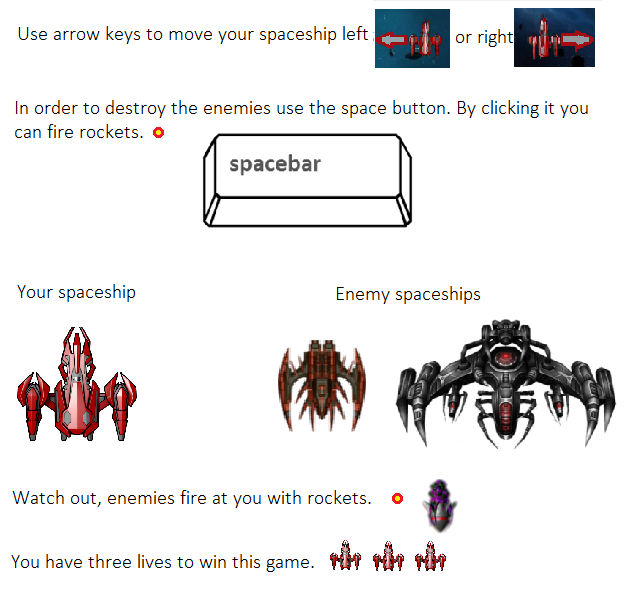 Use arrow keys to move your spaceship left or right
In order to destroy the enemies use the space button. By clicking it you
can fire rockets.
spacebar
Your spaceship
Enemy spaceships
Watch out, enemies fire at you with rockets.
You have three lives to win this game.